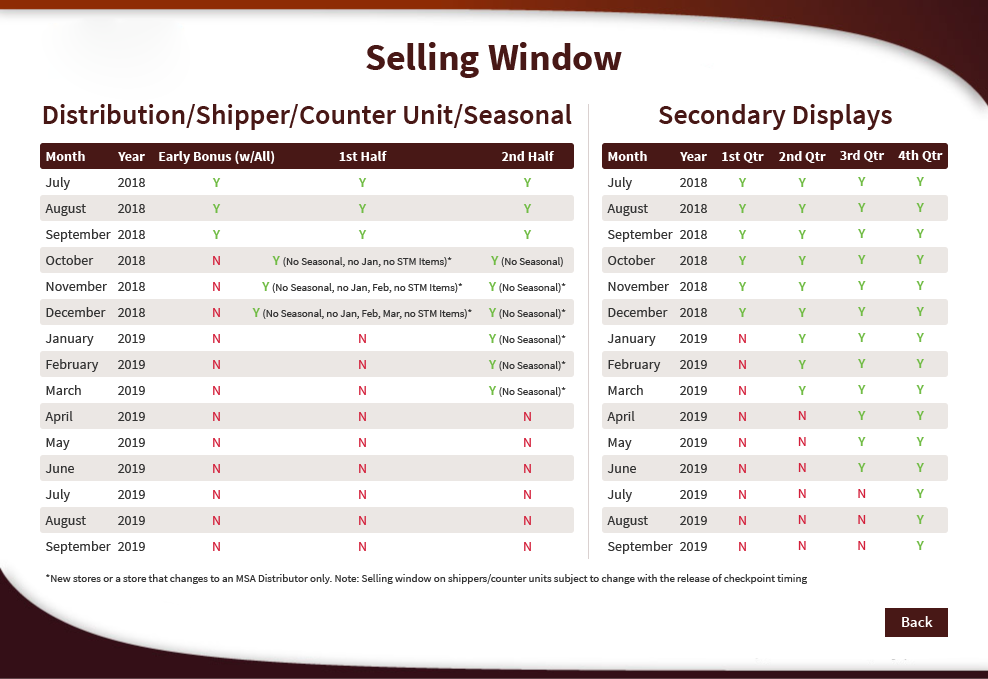 Selling Window
Distribution/Shipper/Counter Unit/Seasonal
Month Year Early Bonus (w/All) 1st Half 2nd Half
July 2018 Y Y Y
August 2018 Y Y Y
September 2018 Y Y Y
October 2018 N Y (No Seasonal, no Jan, no STM Items)* Y (No Seasonal)
November 2018 N Y (No Seasonal, no Jan, Feb, no STM Items)* Y (No Seasonal)*
December 2018 N Y (No Seasonal, no Jan, Feb, Mar, no STM Items)* Y (No Seasonal)*
January 2019 N N Y (No Seasonal)*
February 2019 N N Y (No Seasonal)*
March 2019 N N Y (No Seasonal)*
April 2019 N N N
May 2019 N N N
June 2019 N N N
July 2019 N N N
August 2019 N N N
September 2019 N N N
Secondary Displays
Month Year 1st Qtr 2nd Qtr 3rd Qtr 4th Qtr
July 2018 Y Y Y Y
August 2018 Y Y Y Y
September 2018 Y Y Y Y
October 2018 Y Y Y Y
November 2018 Y Y Y Y
December 2018 Y Y Y Y
January 2019 N Y Y Y
February 2019 N Y Y Y
March 2019 N Y Y Y
April 2019 N N Y Y
May 2019 N N Y Y
June 2019 N N Y Y
July 2019 N N N Y
August 2019 N N N Y
September 2019 N N N Y
*New stores or a store that changes to an MSA Distributor only. Note: Selling window on shippers/counter units subject to change with the release of checkpoint timing
Back